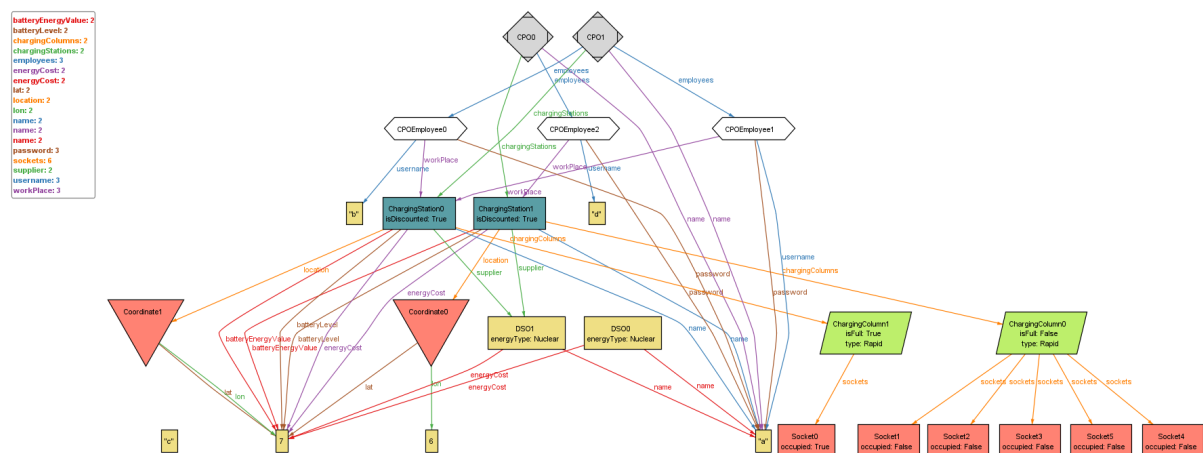 batteryEnergyValue: 2
batteryLevel: 2
chargingColumns: 2
chargingStations: 2
employees: 3
energyCost: 2
energyCost: 2
lat: 2
location: 2
lon: 2
name: 2
name: 2
name: 2
password: 3
sockets: 6
supplier: 2
username: 3
workPlace: 3
CPO0
CPO1
employees
employees
employees
chargingStations
chargingStations
CPOEmployee0
CPOEmployee2
CPOEmployee1
workPlace
username
workPlace
username
workPlace
"b"
ChargingStation0
isDiscounted: True
ChargingStation1
isDiscounted: True
"d"
name
name
chargingColumns
username
location
location
supplier
supplier
password
password
password
chargingColumns
energyCost
Coordinate1
Coordinate0
DSO1
energyType: Nuclear
DSO0
energyType: Nuclear
ChargingColumn1
isFull: True
type: Rapid
ChargingColumn0
isFull: False
type: Rapid
batteryLevel
batteryEnergyValue
batteryLevel
batteryEnergyValue
energyCost
name
name
energyCost
energyCost
lat
lon
lat
lon
name
name
sockets
sockets
sockets
sockets
sockets
sockets
"c"
7
6
"a"
Socket0
occupied: True
Socket1
occupied: False
Socket2
occupied: False
Socket3
occupied: False
Socket5
occupied: False
Socket4
occupied: False